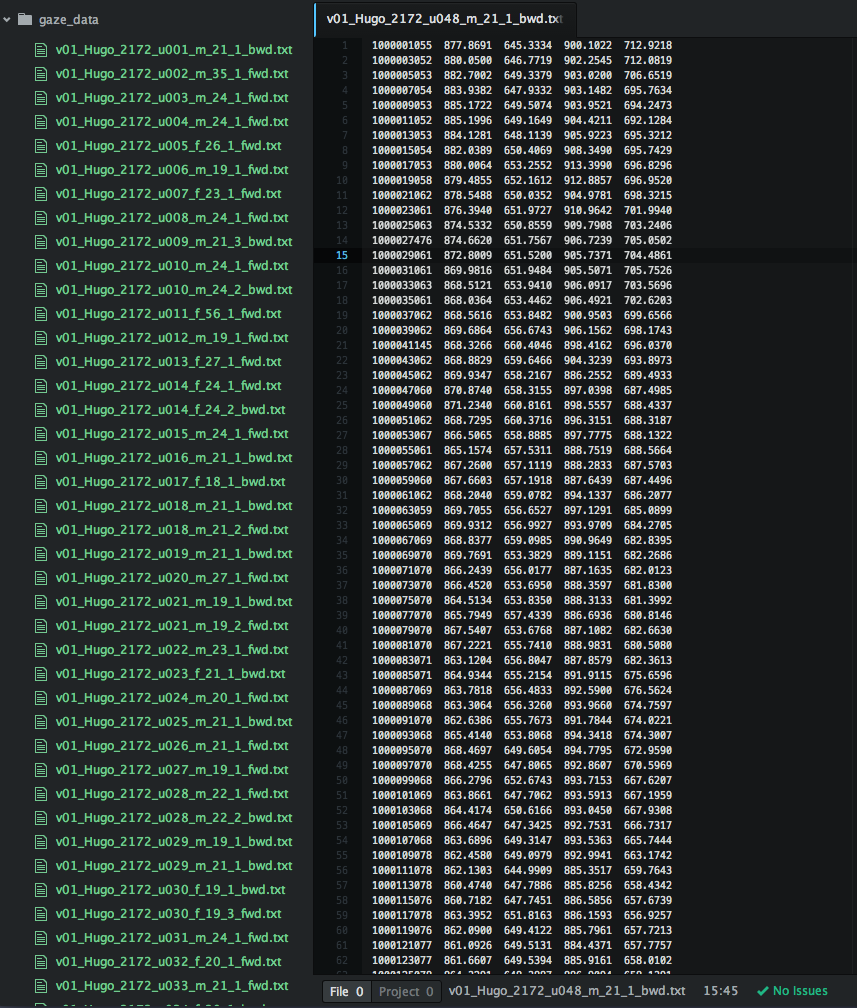 gaze_data
v01_Hugo_2172_u001_m_21_1_bwd.txt
v01_Hugo_2172_u002_m_35_1_fwd.txt
v01_Hugo_2172_u003_m_24_1_fwd.txt
v01_Hugo_2172_u004_m_24_1_fwd.txt
v01_Hugo_2172_u005_f_26_1_fwd.txt
v01_Hugo_2172_u006_m_19_1_fwd.txt
v01_Hugo_2172_u007_f_23_1_fwd.txt
v01_Hugo_2172_u008_m_24_1_fwd.txt
v01_Hugo_2172_u009_m_21_3_bwd.txt
v01_Hugo_2172_u010_m_24_1_fwd.txt
v01_Hugo_2172_u010_m_24_2_bwd.txt
v01_Hugo_2172_u011_f_56_1_fwd.txt
v01_Hugo_2172_u012_m_19_1_fwd.txt
v01_Hugo_2172_u013_f_27_1_fwd.txt
v01_Hugo_2172_u014_f_24_1_fwd.txt
v01_Hugo_2172_u014_f_24_2_bwd.txt
v01_Hugo_2172_u015_m_24_1_fwd.txt
v01_Hugo_2172_u016_m_21_1_bwd.txt
v01_Hugo_2172_u017_f_18_1_bwd.txt
v01_Hugo_2172_u018_m_21_1_bwd.txt
v01_Hugo_2172_u018_m_21_2_fwd.txt
v01_Hugo_2172_u019_m_21_1_bwd.txt
v01_Hugo_2172_u020_m_27_1_fwd.txt
v01_Hugo_2172_u021_m_19_1_bwd.txt
v01_Hugo_2172_u021_m_19_2_fwd.txt
v01_Hugo_2172_u022_m_23_1_fwd.txt
v01_Hugo_2172_u023_f_21_1_bwd.txt
v01_Hugo_2172_u024_m_20_1_fwd.txt
v01_Hugo_2172_u025_m_21_1_bwd.txt
v01_Hugo_2172_u026_m_21_1_fwd.txt
v01_Hugo_2172_u027_m_19_1_fwd.txt
v01_Hugo_2172_u028_m_22_1_fwd.txt
v01_Hugo_2172_u028_m_22_2_bwd.txt
v01_Hugo_2172_u029_m_19_1_bwd.txt
v01_Hugo_2172_u029_m_21_1_bwd.txt
v01_Hugo_2172_u030_f_19_1_bwd.txt
v01_Hugo_2172_u030_f_19_3_fwd.txt
v01_Hugo_2172_u031_m_24_1_fwd.txt
v01_Hugo_2172_u032_f_20_1_fwd.txt
v01_Hugo_2172_u033_m_21_1_fwd.txt
v01_Hugo_2172_u048_m_21_1_bwd.txt
1 1000001055 877.8691 645.3334 900.1022 712.9218
2 1000003052 880.0500 646.7719 902.2545 712.0819
3 1000005053 882.7002 649.3379 903.0200 706.6519
4 1000007054 883.9382 647.9332 903.1482 695.7634
5 1000009053 885.1722 649.5074 903.9521 694.2473
6 1000011052 885.1996 649.1649 904.4211 692.1284
7 1000013053 884.1281 648.1139 905.9223 695.3212
8 1000015054 882.0389 650.4069 908.3490 695.7429
9 1000017053 880.0064 653.2552 913.3990 696.8296
10 1000019058 879.4855 652.1612 912.8857 696.9520
11 1000021062 878.5488 650.0352 904.9781 698.3215
12 1000023061 876.3940 651.9727 910.9642 701.9940
13 1000025063 874.5332 650.8559 909.7908 703.2406
14 1000027476 874.6620 651.7567 906.7239 705.0502
15 1000029061 872.8009 651.5200 905.7371 704.4861
16 1000031061 869.9816 651.9484 905.5071 705.7526
17 1000033063 868.5121 653.9410 906.0917 703.5696
18 1000035061 868.0364 653.4462 906.4921 702.6203
19 1000037062 868.5616 653.8482 900.9503 699.6566
20 1000039062 869.6864 656.6743 906.1562 698.1743
21 1000041145 868.3266 660.4046 898.4162 696.0370
22 1000043062 868.8829 659.6466 904.3239 693.8973
23 1000045062 869.9347 658.2167 886.2552 689.4933
24 1000047060 870.8740 658.3155 897.0398 687.4985
25 1000049060 871.2340 660.8161 898.5557 688.4337
26 1000051062 868.7295 660.3716 896.3151 688.3187
27 1000053067 866.5065 658.8885 897.7775 688.1322
28 1000055061 865.1574 657.5311 888.7519 688.5664
29 1000057062 867.2600 657.1119 888.2833 687.5703
30 1000059060 867.6603 657.1918 887.6439 687.4496
31 1000061062 868.2040 659.0782 894.1337 686.2077
32 1000063059 869.7055 656.6527 897.1291 685.0899
33 1000065069 869.9312 656.9927 893.9709 684.2705
34 1000067069 868.8377 659.0985 890.9649 682.8395
35 1000069070 869.7691 653.3829 889.1151 682.2686
36 1000071070 866.2439 656.0177 887.1635 682.0123
37 1000073070 866.4520 653.6950 888.3597 681.8300
38 1000075070 864.5134 653.8350 888.3133 681.3992
39 1000077070 865.7949 657.4339 886.6936 680.8146
40 1000079070 867.5407 653.6768 887.1082 682.6630
41 1000081070 867.2221 655.7410 888.9831 680.5080
42 1000083071 863.1204 656.8047 887.8579 682.3613
43 1000085071 864.9344 655.2154 891.9115 675.6596
44 1000087069 863.7818 656.4833 892.5900 676.5624
45 1000089068 863.3064 656.3260 893.9660 674.7597
46 1000091070 862.6386 655.7673 891.7844 674.0221
47 1000093068 865.4140 653.8068 894.3418 674.3007
48 1000095070 868.4697 649.6054 894.7795 672.9590
49 1000097070 868.4255 647.8065 892.8607 670.5969
50 1000099068 866.2796 652.6743 893.7153 667.6207
51 1000101069 863.8661 647.7062 893.5913 667.1959
52 1000103068 864.4174 650.6166 893.0450 667.9308
53 1000105069 866.4647 647.3425 892.7531 666.7317
54 1000107068 863.6896 649.3147 893.5363 665.7444
55 1000109078 862.4580 649.0979 892.9941 663.1742
56 1000111078 862.1303 644.9909 885.3517 659.7643
57 1000113078 860.4740 647.7886 885.8256 658.4342
58 1000115076 860.7182 647.7451 886.5856 657.6739
59 1000117078 863.3952 651.8163 886.1593 656.9257
60 1000119076 862.0900 649.4122 885.7961 657.7213
61 1000121077 861.0926 649.5131 884.4371 657.7757
62 1000123077 861.6607 649.5394 885.9161 658.0102
File 0 Project 0 v01_Hugo_2172_u048_m_21_1_bwd.txt 15:45 No Issues